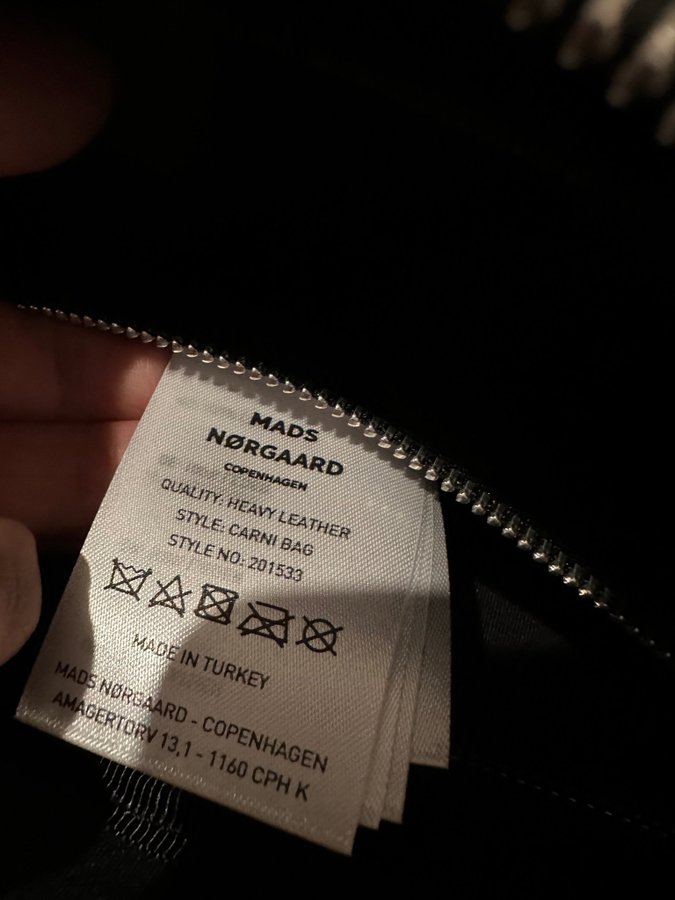 MADS
NØRGAARD
COPENHAGEN
QUALITY: HEAVY LEATHER
STYLE: CARNI BAG
STYLE NO: 201533
MADE IN TURKEY
MADS NØRGAARD - COPENHAGEN
AMAGERTORV 13,1 - 1160 CPH K